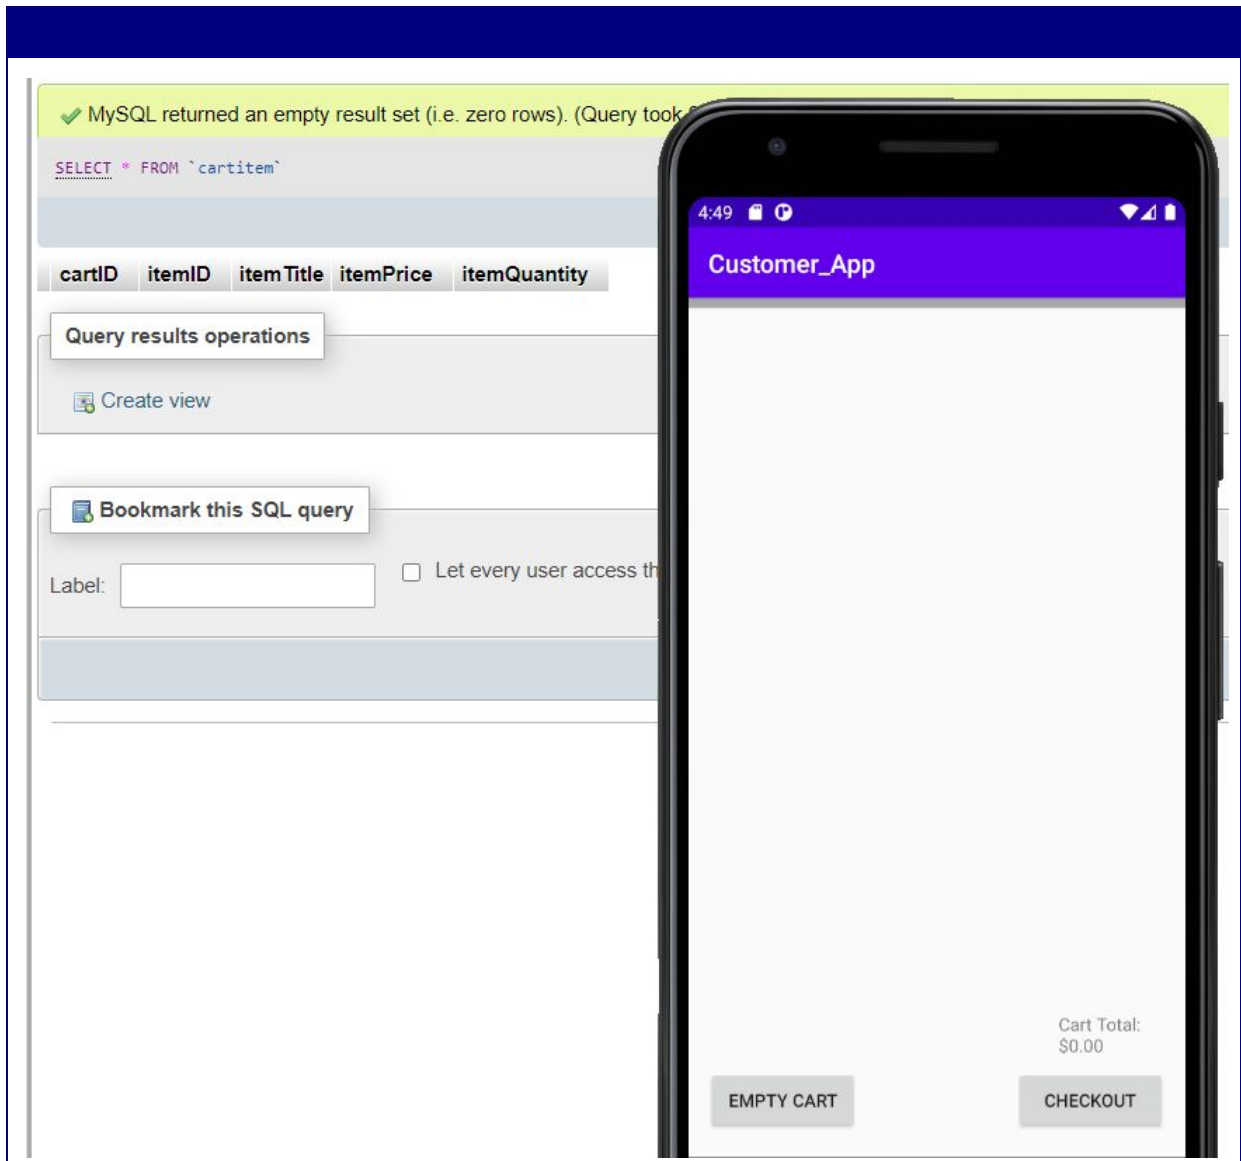 MySQL returned an empty result set (i.e. zero rows). (Query took
SELECT * FROM `cartitem`
cartID itemID itemTitle itemPrice itemQuantity
Query results operations
Create view
Bookmark this SQL query
Label:
Let every user access
4:49
Customer_App
Cart Total:
$0.00
EMPTY CART
CHECKOUT